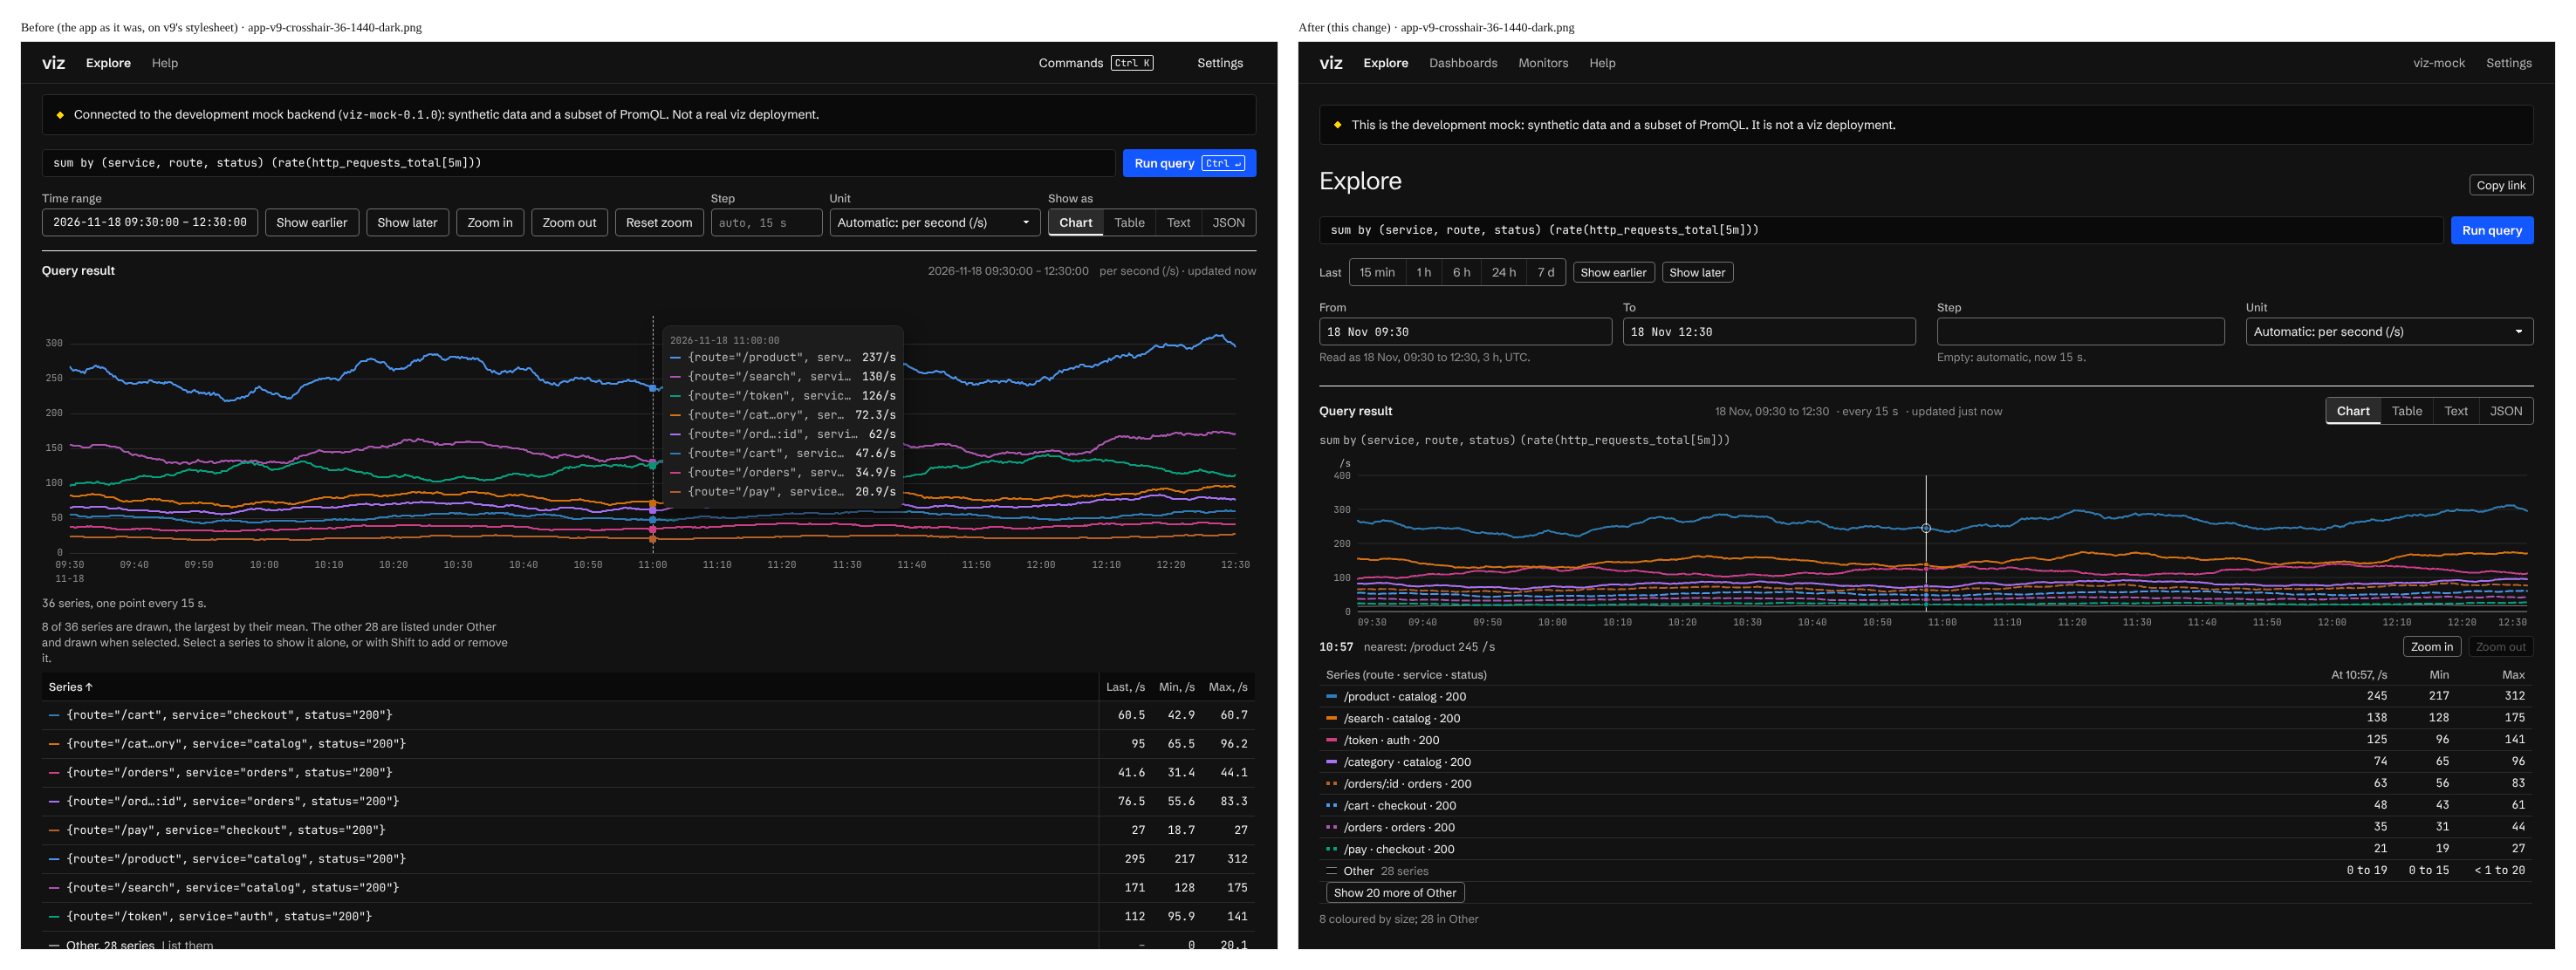 Before (the app as it was, on v9's stylesheet) · app-v9-crosshair-36-1440-dark.png
viz Explore Help Commands Ctrl K Settings
Connected to the development mock backend (viz-mock-0.1.0): synthetic data and a subset of PromQL. Not a real viz deployment.
sum by (service, route, status) (rate(http_requests_total[5m])) Run query Ctrl ↵
Time range Step Unit Show as
2026-11-18 09:30:00 – 12:30:00 Show earlier Show later Zoom in Zoom out Reset zoom auto, 15 s Automatic: per second (/s) Chart Table Text JSON
Query result 2026-11-18 09:30:00 – 12:30:00 per second (/s) · updated now
300
250
200
150
100
50
0
2026-11-18 11:00:00
{route="/product", serv… 237/s
{route="/search", servi… 130/s
{route="/token", servic… 126/s
{route="/cat…ory", ser… 72.3/s
{route="/ord…:id", servi… 62/s
{route="/cart", servic… 47.6/s
{route="/orders", serv… 34.9/s
{route="/pay", service… 20.9/s
09:30 09:40 09:50 10:00 10:10 10:20 10:30 10:40 10:50 11:00 11:10 11:20 11:30 11:40 11:50 12:00 12:10 12:20 12:30
11-18
36 series, one point every 15 s.
8 of 36 series are drawn, the largest by their mean. The other 28 are listed under Other
and drawn when selected. Select a series to show it alone, or with Shift to add or remove
it.
Series ↑ Last, /s Min, /s Max, /s
{route="/cart", service="checkout", status="200"} 60.5 42.9 60.7
{route="/cat…ory", service="catalog", status="200"} 95 65.5 96.2
{route="/orders", service="orders", status="200"} 41.6 31.4 44.1
{route="/ord…:id", service="orders", status="200"} 76.5 55.6 83.3
{route="/pay", service="checkout", status="200"} 27 18.7 27
{route="/product", service="catalog", status="200"} 295 217 312
{route="/search", service="catalog", status="200"} 171 128 175
{route="/token", service="auth", status="200"} 112 95.9 141
Other, 28 series List them – 0 20.1
After (this change) · app-v9-crosshair-36-1440-dark.png
viz Explore Dashboards Monitors Help viz-mock Settings
This is the development mock: synthetic data and a subset of PromQL. It is not a viz deployment.
Explore Copy link
sum by (service, route, status) (rate(http_requests_total[5m])) Run query
Last 15 min 1 h 6 h 24 h 7 d Show earlier Show later
From To Step Unit
18 Nov 09:30 18 Nov 12:30 Automatic: per second (/s)
Read as 18 Nov, 09:30 to 12:30, 3 h, UTC. Empty: automatic, now 15 s.
Query result 18 Nov, 09:30 to 12:30 · every 15 s · updated just now Chart Table Text JSON
sum by (service, route, status) (rate(http_requests_total[5m]))
/s
400
300
200
100
0
09:30 09:40 09:50 10:00 10:10 10:20 10:30 10:40 10:50 11:00 11:10 11:20 11:30 11:40 11:50 12:00 12:10 12:20 12:30
10:57 nearest: /product 245 /s Zoom in Zoom out
Series (route · service · status) At 10:57, /s Min Max
/product · catalog · 200 245 217 312
/search · catalog · 200 138 128 175
/token · auth · 200 125 96 141
/category · catalog · 200 74 65 96
/orders/:id · orders · 200 63 56 83
/cart · checkout · 200 48 43 61
/orders · orders · 200 35 31 44
/pay · checkout · 200 21 19 27
Other 28 series 0 to 19 0 to 15 < 1 to 20
Show 20 more of Other
8 coloured by size; 28 in Other